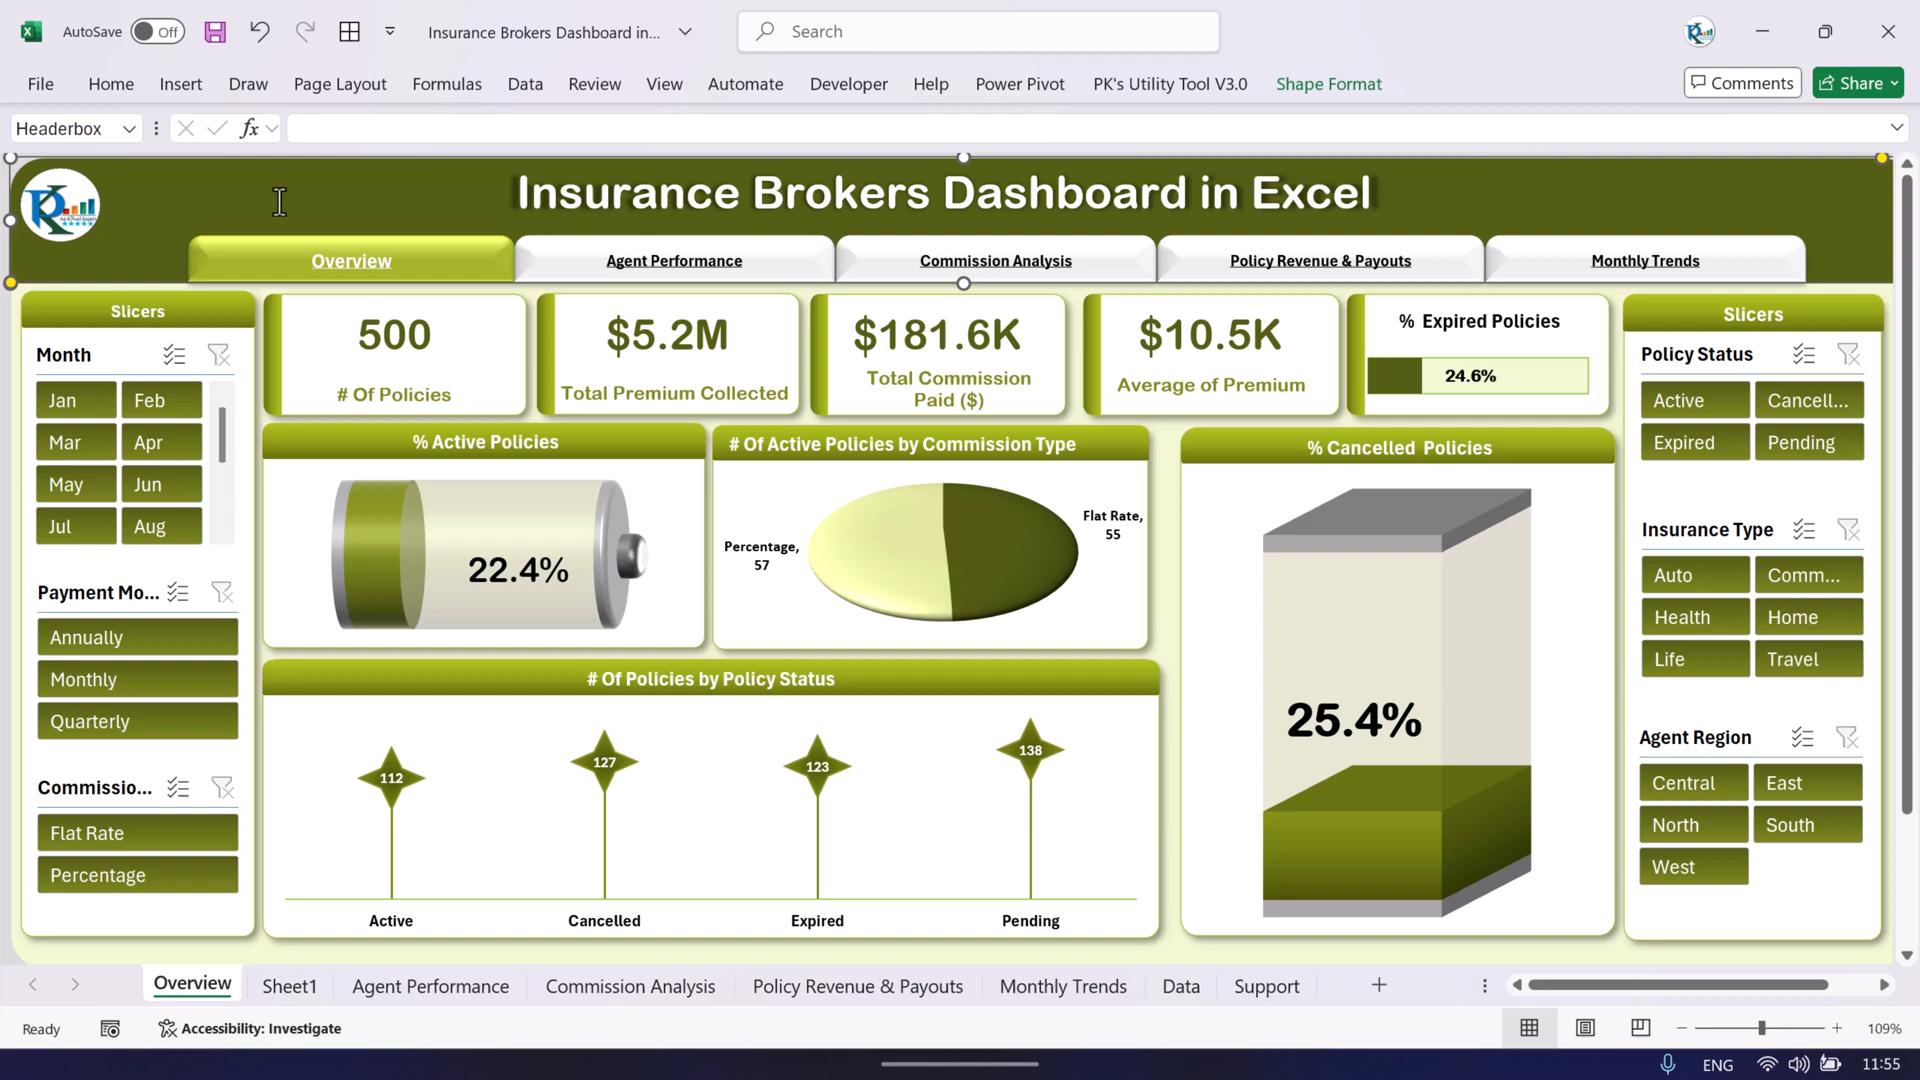 AutoSave Off Insurance Brokers Dashboard in... Search
File Home Insert Draw Page Layout Formulas Data Review View Automate Developer Help Power Pivot PK's Utility Tool V3.0 Shape Format Comments Share
Headerbox fx
Insurance Brokers Dashboard in Excel
Overview Agent Performance Commission Analysis Policy Revenue & Payouts Monthly Trends
Slicers
Month
Jan Feb
Mar Apr
May Jun
Jul Aug
Payment Mo...
Annually
Monthly
Quarterly
Commissio...
Flat Rate
Percentage
500
# Of Policies
$5.2M
Total Premium Collected
$181.6K
Total Commission
Paid ($)
$10.5K
Average of Premium
% Expired Policies
24.6%
% Active Policies
22.4%
# Of Active Policies by Commission Type
Percentage,
57
Flat Rate,
55
% Cancelled Policies
25.4%
# Of Policies by Policy Status
112 127 123 138
Active Cancelled Expired Pending
Slicers
Policy Status
Active Cancell...
Expired Pending
Insurance Type
Auto Comm...
Health Home
Life Travel
Agent Region
Central East
North South
West
Overview Sheet1 Agent Performance Commission Analysis Policy Revenue & Payouts Monthly Trends Data Support
Ready Accessibility: Investigate 109%
ENG 11:55